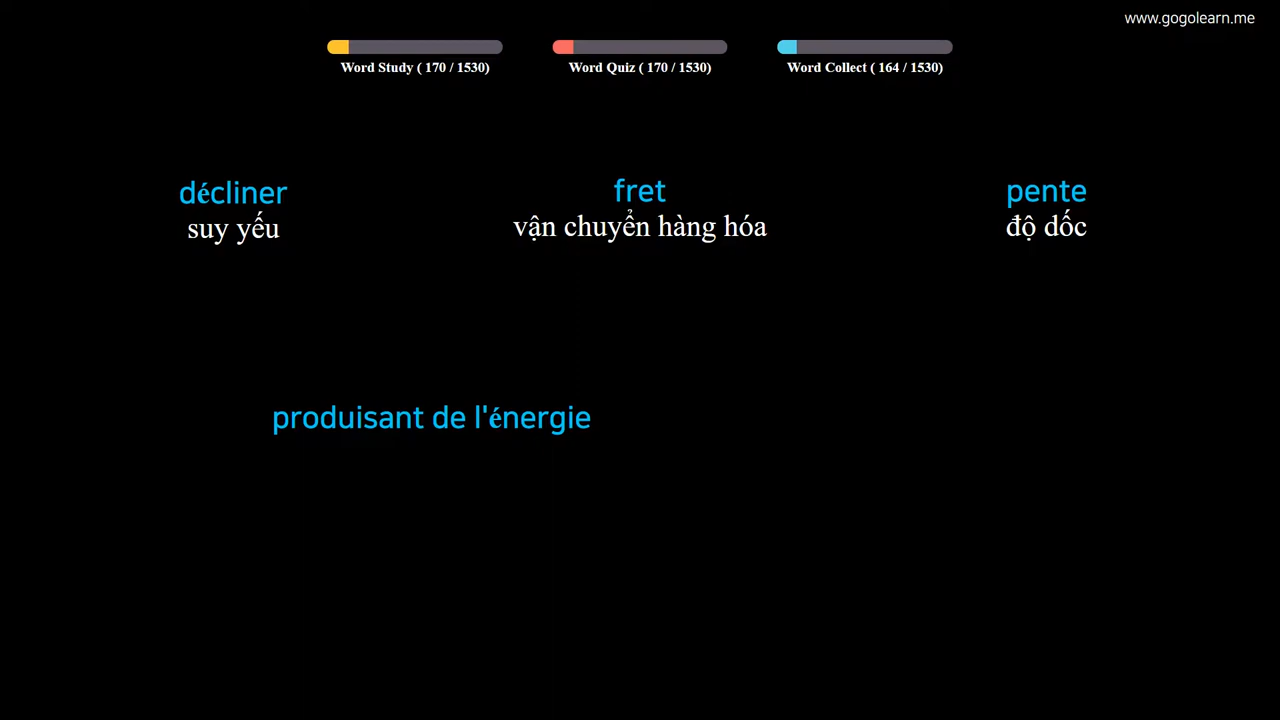 www.gogolearn.me
Word Study ( 170 / 1530)
Word Quiz ( 170 / 1530)
Word Collect ( 164 / 1530)
décliner
suy yếu
fret
vận chuyển hàng hóa
pente
độ dốc
produisant de l'énergie